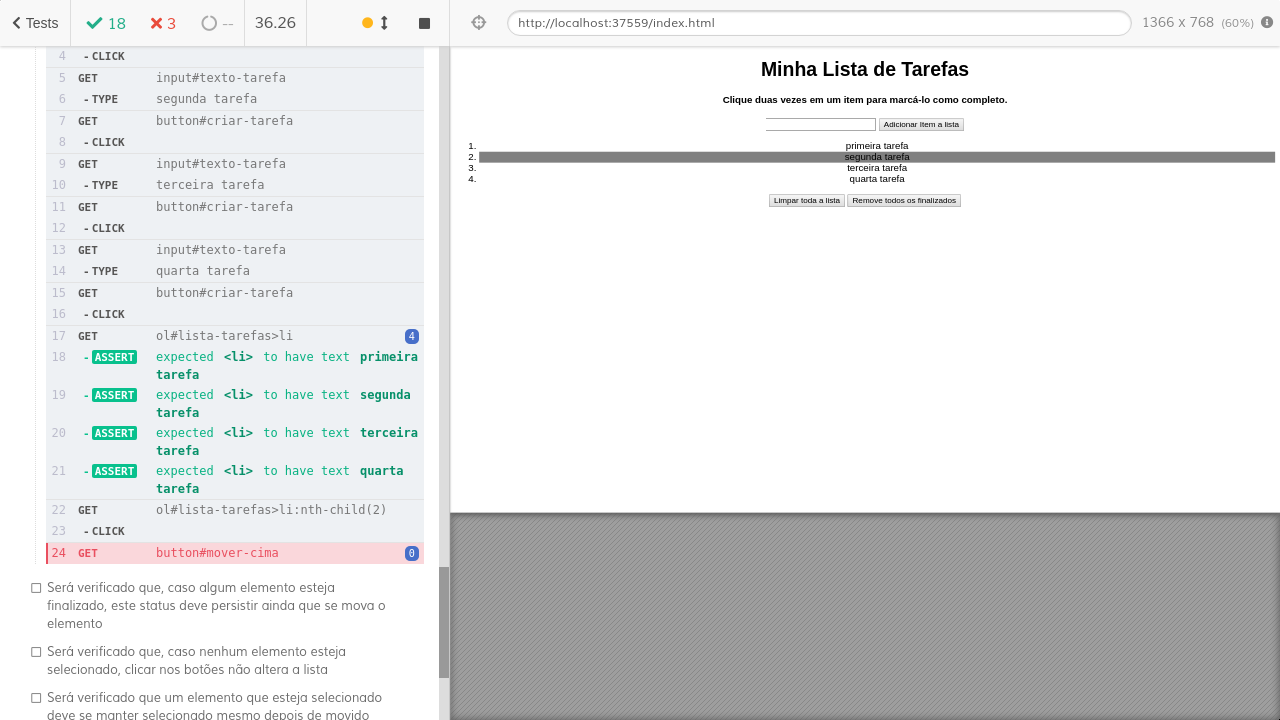 Tests 18 3 -- 36.26
http://localhost:37559/index.html 1366 x 768 (60%)
4 - CLICK
5 GET input#texto-tarefa
6 - TYPE segunda tarefa
7 GET button#criar-tarefa
8 - CLICK
9 GET input#texto-tarefa
10 - TYPE terceira tarefa
11 GET button#criar-tarefa
12 - CLICK
13 GET input#texto-tarefa
14 - TYPE quarta tarefa
15 GET button#criar-tarefa
16 - CLICK
17 GET ol#lista-tarefas>li 4
18 - ASSERT expected <li> to have text primeira
tarefa
19 - ASSERT expected <li> to have text segunda
tarefa
20 - ASSERT expected <li> to have text terceira
tarefa
21 - ASSERT expected <li> to have text quarta
tarefa
22 GET ol#lista-tarefas>li:nth-child(2)
23 - CLICK
24 GET button#mover-cima 0
Será verificado que, caso algum elemento esteja
finalizado, este status deve persistir ainda que se mova o
elemento
Será verificado que, caso nenhum elemento esteja
selecionado, clicar nos botões não altera a lista
Será verificado que um elemento que esteja selecionado
deve se manter selecionado mesmo depois de movido
Minha Lista de Tarefas
Clique duas vezes em um item para marcá-lo como completo.
Adicionar Item a lista
1. primeira tarefa
2. segunda tarefa
3. terceira tarefa
4. quarta tarefa
Limpar toda a lista Remove todos os finalizados